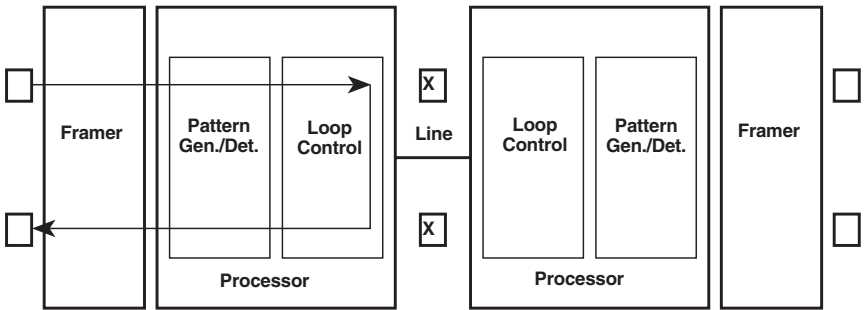 X
Framer
Pattern
Gen./Det.
Loop
Control
Line
Loop
Control
Pattern
Gen./Det.
Framer
X
Processor
Processor